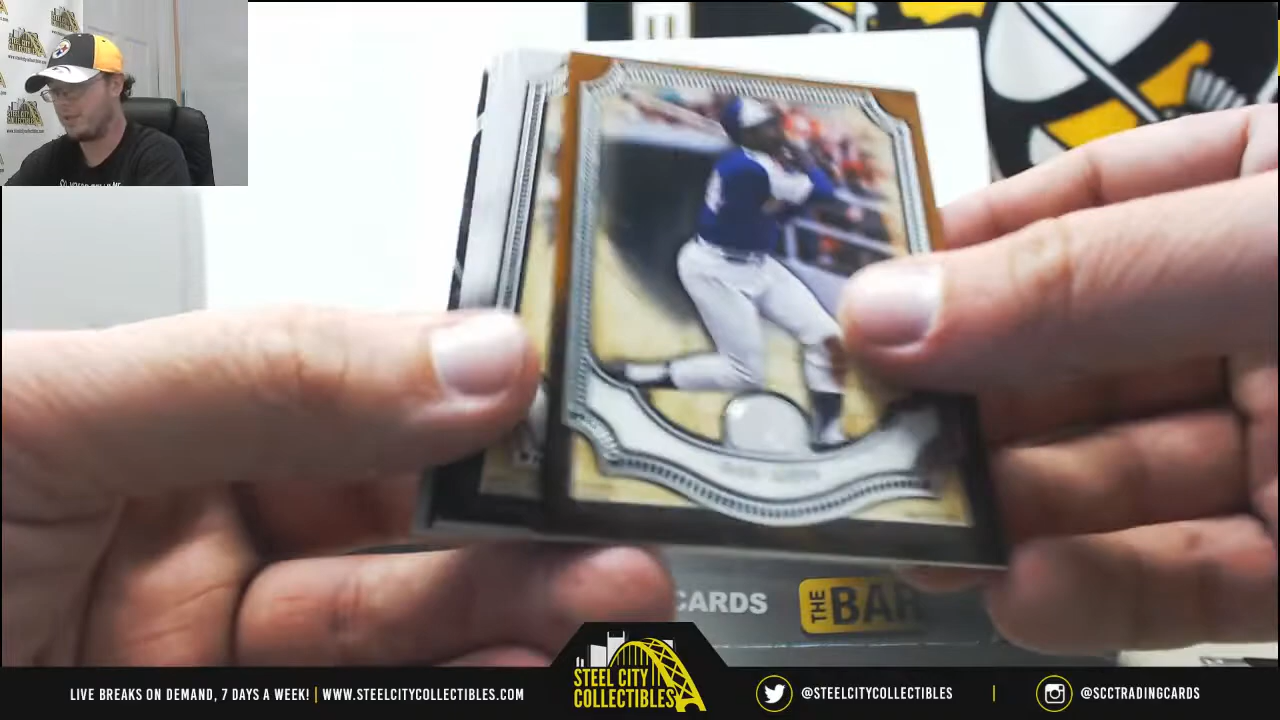 CARDS
THE BAR
STEEL CITY
COLLECTIBLES
LIVE BREAKS ON DEMAND, 7 DAYS A WEEK! | WWW.STEELCITYCOLLECTIBLES.COM
@STEELCITYCOLLECTIBLES | @SCCTRADINGCARDS